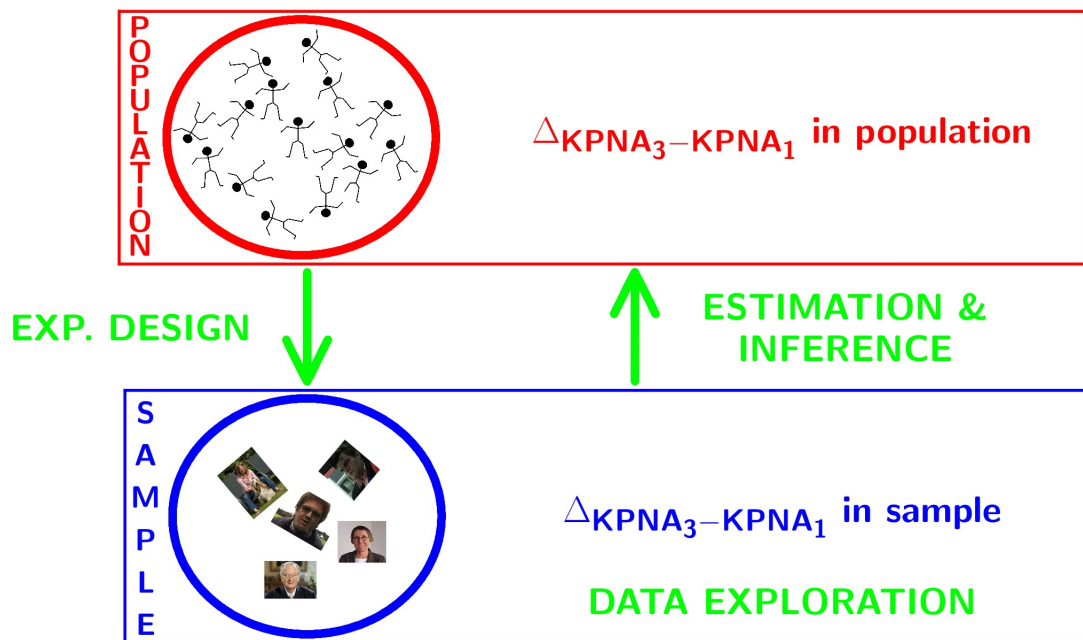 POPULATION
Δ_KPNA₃−KPNA₁ in population
EXP. DESIGN
ESTIMATION &
INFERENCE
SAMPLE
Δ_KPNA₃−KPNA₁ in sample
DATA EXPLORATION